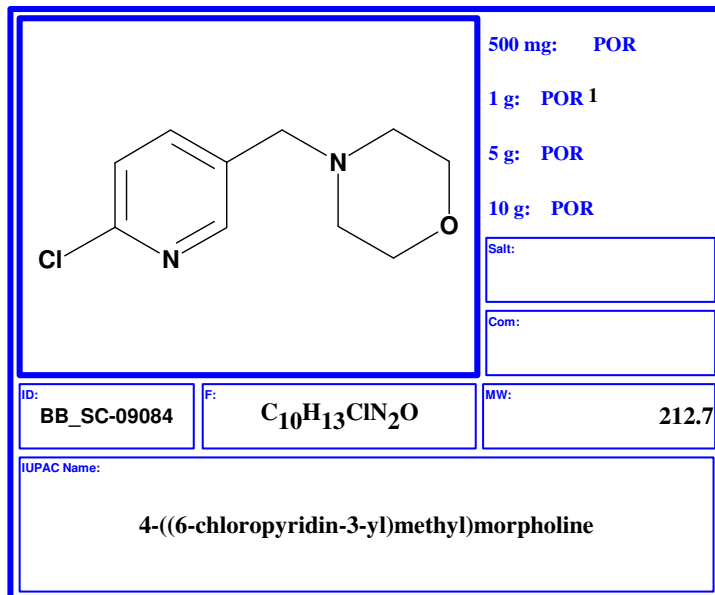 500 mg: POR
1 g: POR 1
5 g: POR
10 g: POR
N
O
Cl
N
Salt:
Com:
ID:
BB_SC-09084
F:
C10H13ClN2O
MW:
212.7
IUPAC Name:
4-((6-chloropyridin-3-yl)methyl)morpholine